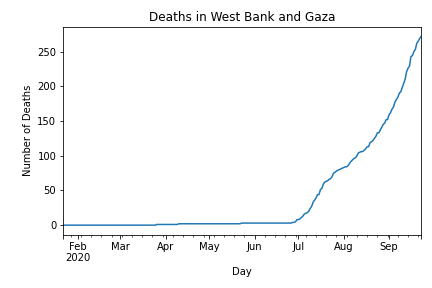 Deaths in West Bank and Gaza
Number of Deaths
250
200
150
100
50
0
Feb Mar Apr May Jun Jul Aug Sep
2020
Day